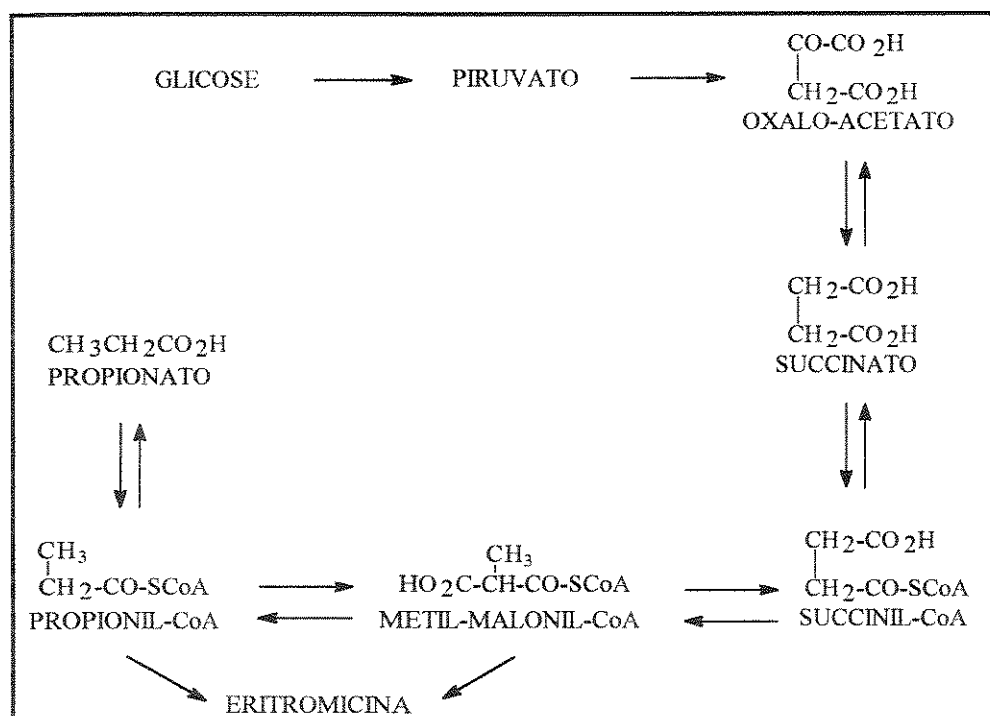 CO-CO2H
GLICOSE
PIRUVATO
CH2-CO2H
OXALO-ACETATO
CH2-CO2H
CH3CH2CO2H
PROPIONATO
CH2-CO2H
SUCCINATO
CH3
CH2-CO-SCoA
PROPIONIL-CoA
CH3
HO2C-CH-CO-SCoA
METIL-MALONIL-CoA
CH2-CO2H
CH2-CO-SCoA
SUCCINIL-CoA
ERITROMICINA